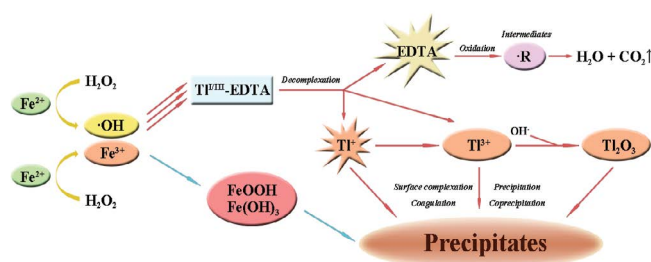 H₂O₂
Fe²⁺
·OH
Fe³⁺
Fe²⁺
H₂O₂
Tl^I/III-EDTA
Decomplexation
EDTA
Oxidation
Intermediates
·R
H₂O + CO₂↑
Tl⁺
Tl³⁺
OH⁻
Tl₂O₃
FeOOH
Fe(OH)₃
Surface complexation
Coagulation
Precipitation
Coprecipitation
Precipitates